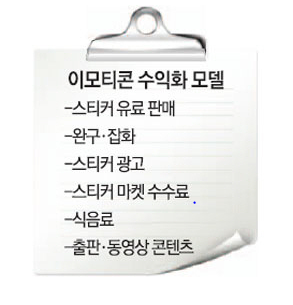 이모티콘 수익화 모델
-스티커 유료 판매
-완구·잡화
-스티커 광고
-스티커 마켓 수수료
-식음료
-출판·동영상 콘텐츠